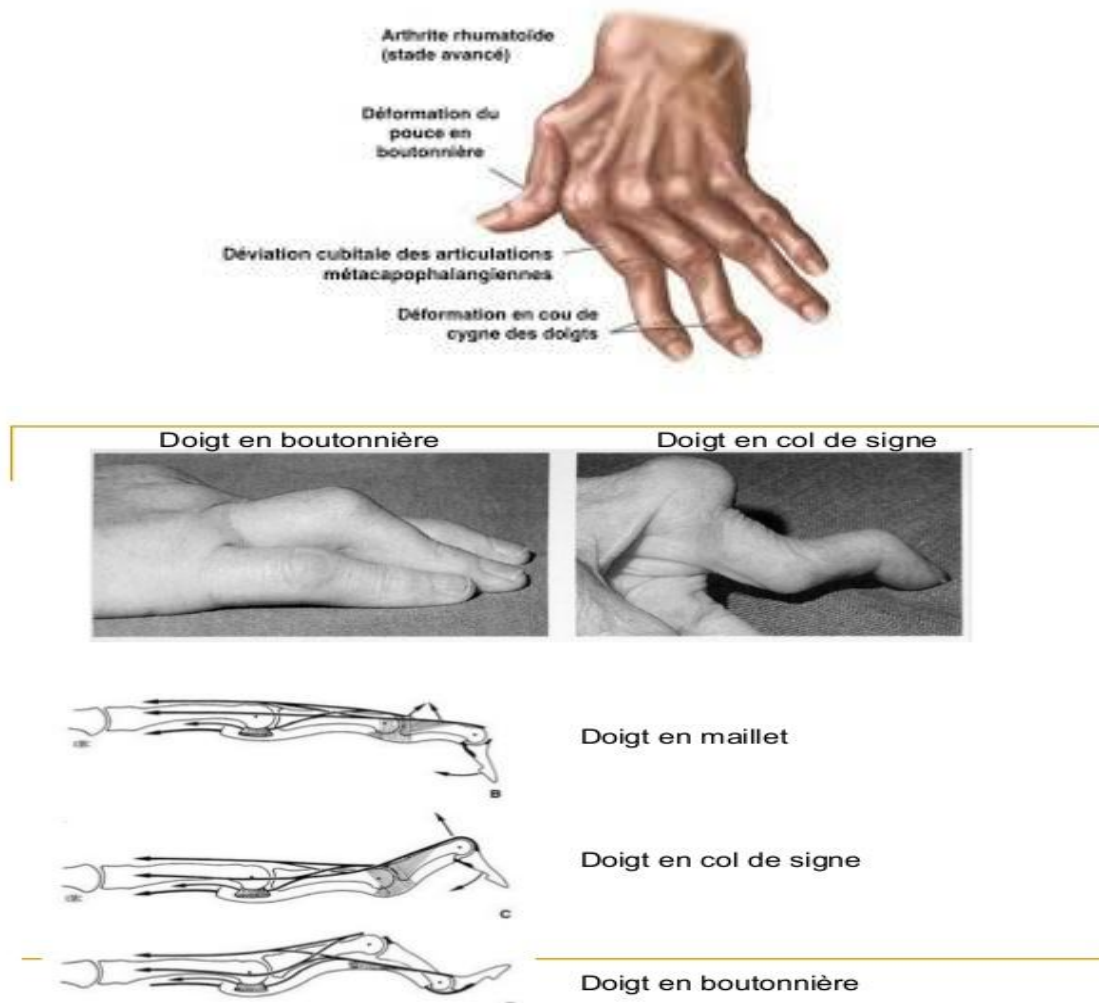 Arthrite rhumatoïde
(stade avancé)
Déformation du
pouce en
boutonnière
Déviation cubitale des articulations
métacapophalangiennes
Déformation en cou de
cygne des doigts
Doigt en boutonnière
Doigt en col de signe
Doigt en maillet
B
Doigt en col de signe
C
Doigt en boutonnière